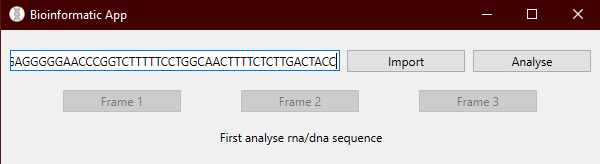 Bioinformatic App
GAGGGGGAACCCGGTCTTTTTCCTGGCAACTTTTCTCTTGACTACC
Import
Analyse
Frame 1
Frame 2
Frame 3
First analyse rna/dna sequence